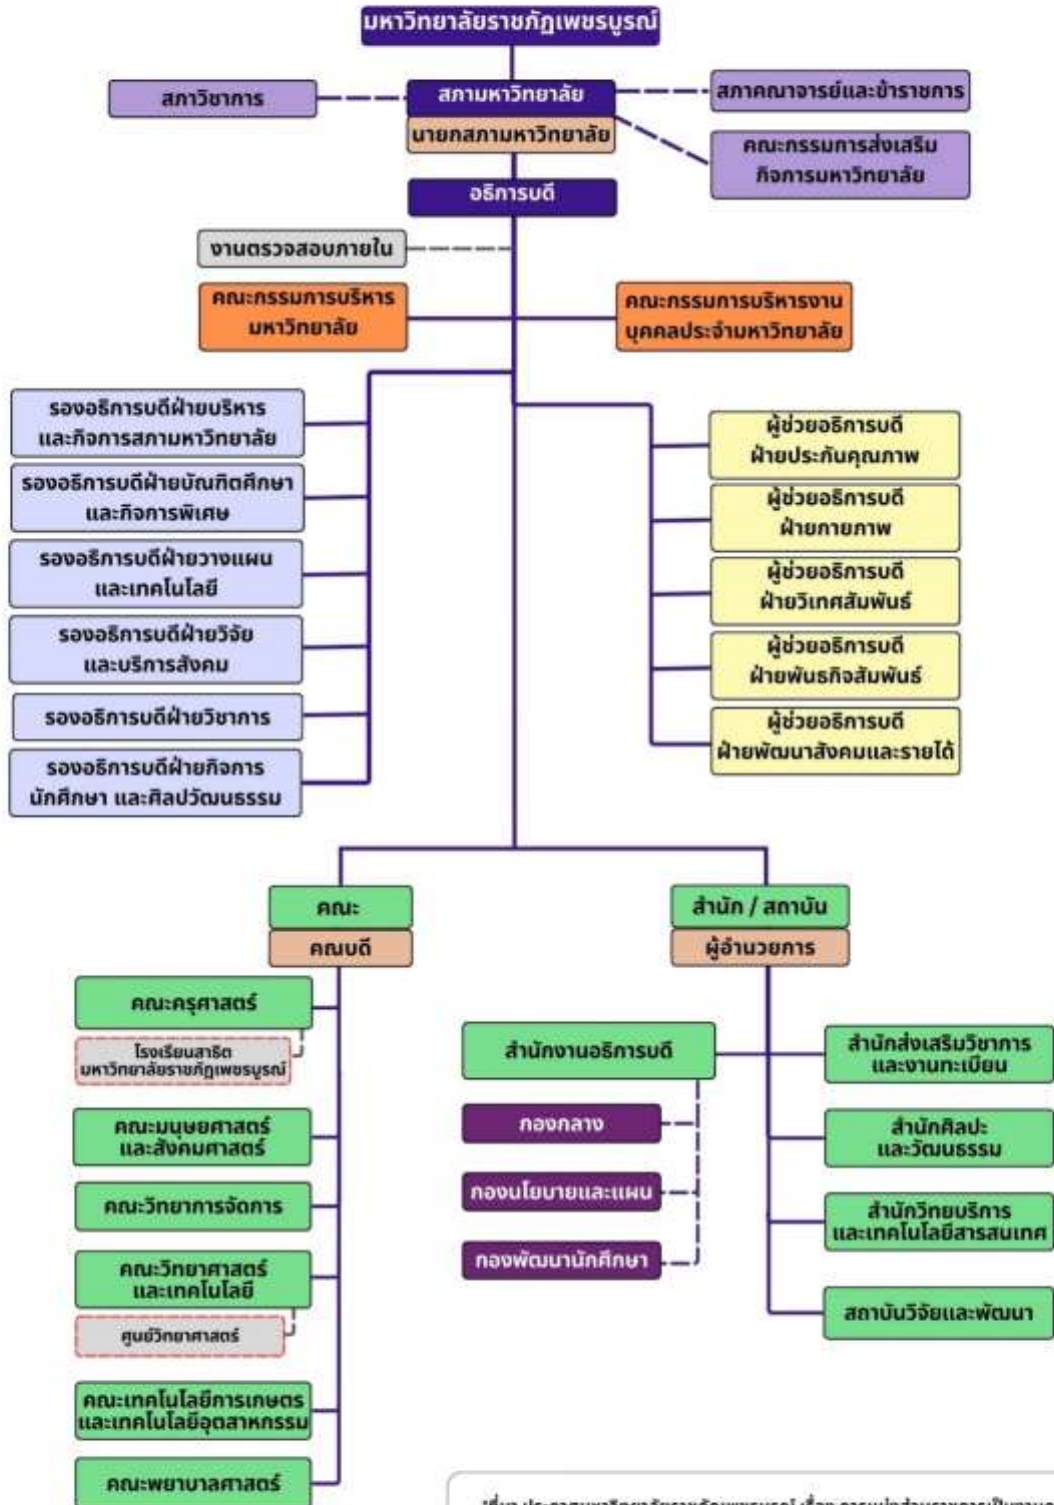 มหาวิทยาลัยราชภัฏเพชรบูรณ์
สภาวิชาการ
สภามหาวิทยาลัย
นายกสภามหาวิทยาลัย
สภาคณาจารย์และข้าราชการ
คณะกรรมการส่งเสริม
กิจการมหาวิทยาลัย
อธิการบดี
งานตรวจสอบภายใน
คณะกรรมการบริหาร
มหาวิทยาลัย
คณะกรรมการบริหารงาน
บุคคลประจำมหาวิทยาลัย
รองอธิการบดีฝ่ายบริหาร
และกิจการสภามหาวิทยาลัย
รองอธิการบดีฝ่ายบัณฑิตศึกษา
และกิจการพิเศษ
รองอธิการบดีฝ่ายวางแผน
และเทคโนโลยี
รองอธิการบดีฝ่ายวิจัย
และบริการสังคม
รองอธิการบดีฝ่ายวิชาการ
รองอธิการบดีฝ่ายกิจการ
นักศึกษา และศิลปวัฒนธรรม
ผู้ช่วยอธิการบดี
ฝ่ายประกันคุณภาพ
ผู้ช่วยอธิการบดี
ฝ่ายกายภาพ
ผู้ช่วยอธิการบดี
ฝ่ายวิเทศสัมพันธ์
ผู้ช่วยอธิการบดี
ฝ่ายพันธกิจสัมพันธ์
ผู้ช่วยอธิการบดี
ฝ่ายพัฒนาสังคมและรายได้
คณะ
คณบดี
คณะครุศาสตร์
โรงเรียนสาธิต
มหาวิทยาลัยราชภัฏเพชรบูรณ์
คณะมนุษยศาสตร์
และสังคมศาสตร์
คณะวิทยาการจัดการ
คณะวิทยาศาสตร์
และเทคโนโลยี
ศูนย์วิทยาศาสตร์
คณะเทคโนโลยีการเกษตร
และเทคโนโลยีอุตสาหกรรม
คณะพยาบาลศาสตร์
สำนัก / สถาบัน
ผู้อำนวยการ
สำนักงานอธิการบดี
กองกลาง
กองนโยบายและแผน
กองพัฒนานักศึกษา
สำนักส่งเสริมวิชาการ
และงานทะเบียน
สำนักศิลปะ
และวัฒนธรรม
สำนักวิทยบริการ
และเทคโนโลยีสารสนเทศ
สถาบันวิจัยและพัฒนา